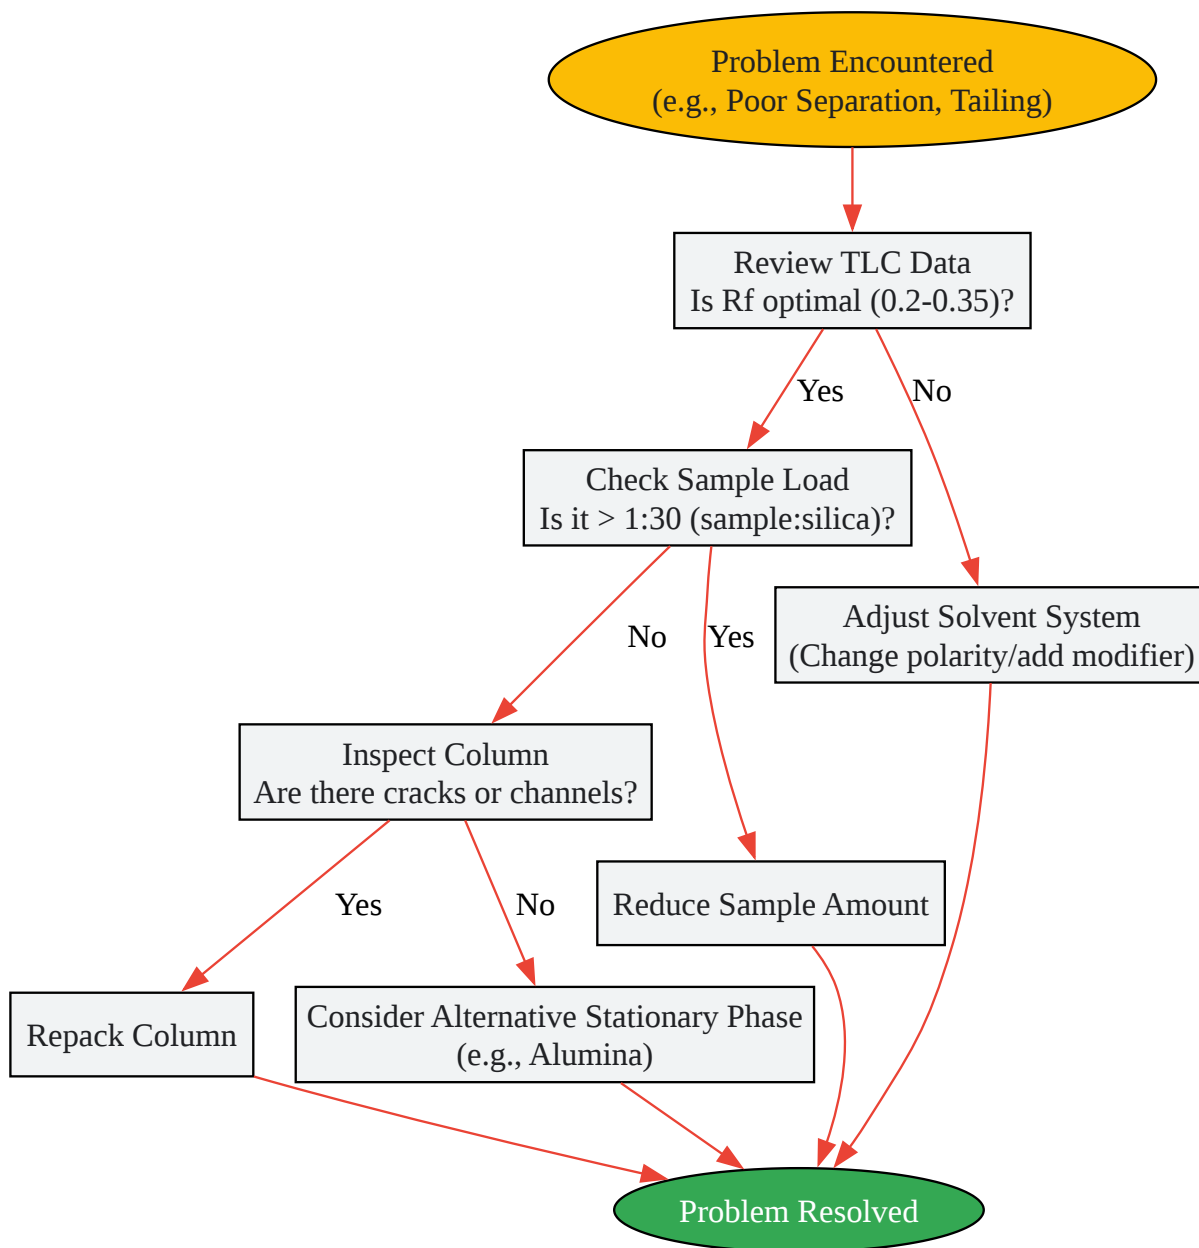 Problem Encountered
(e.g., Poor Separation, Tailing)
Review TLC Data
Is Rf optimal (0.2-0.35)?
Yes
No
Check Sample Load
Is it > 1:30 (sample:silica)?
Adjust Solvent System
(Change polarity/add modifier)
No
Yes
Inspect Column
Are there cracks or channels?
Reduce Sample Amount
Yes
No
Repack Column
Consider Alternative Stationary Phase
(e.g., Alumina)
Problem Resolved